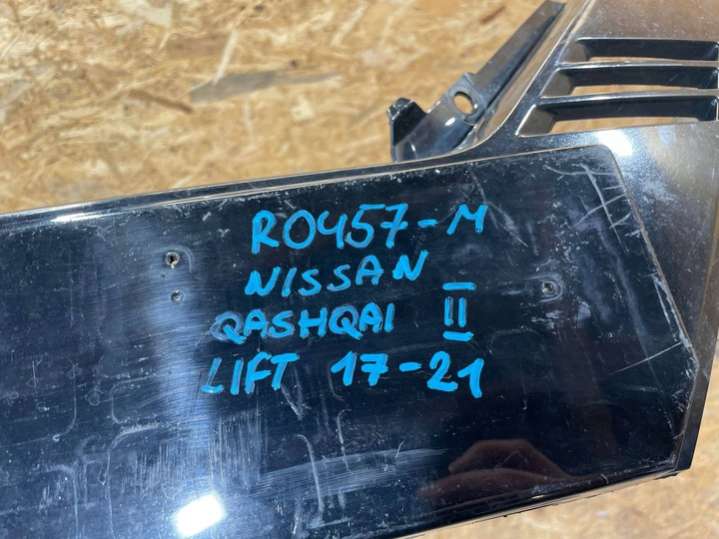 R0457-M
NISSAN
QASHQAI II
LIFT 17-21